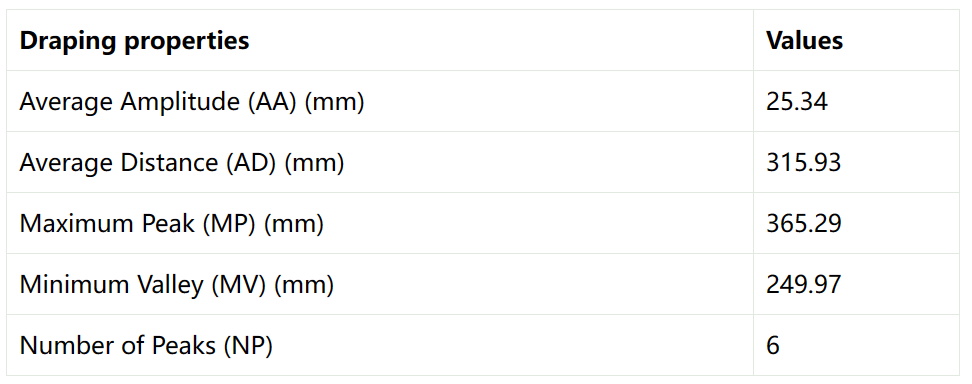 Draping properties Values
Average Amplitude (AA) (mm) 25.34
Average Distance (AD) (mm) 315.93
Maximum Peak (MP) (mm) 365.29
Minimum Valley (MV) (mm) 249.97
Number of Peaks (NP) 6